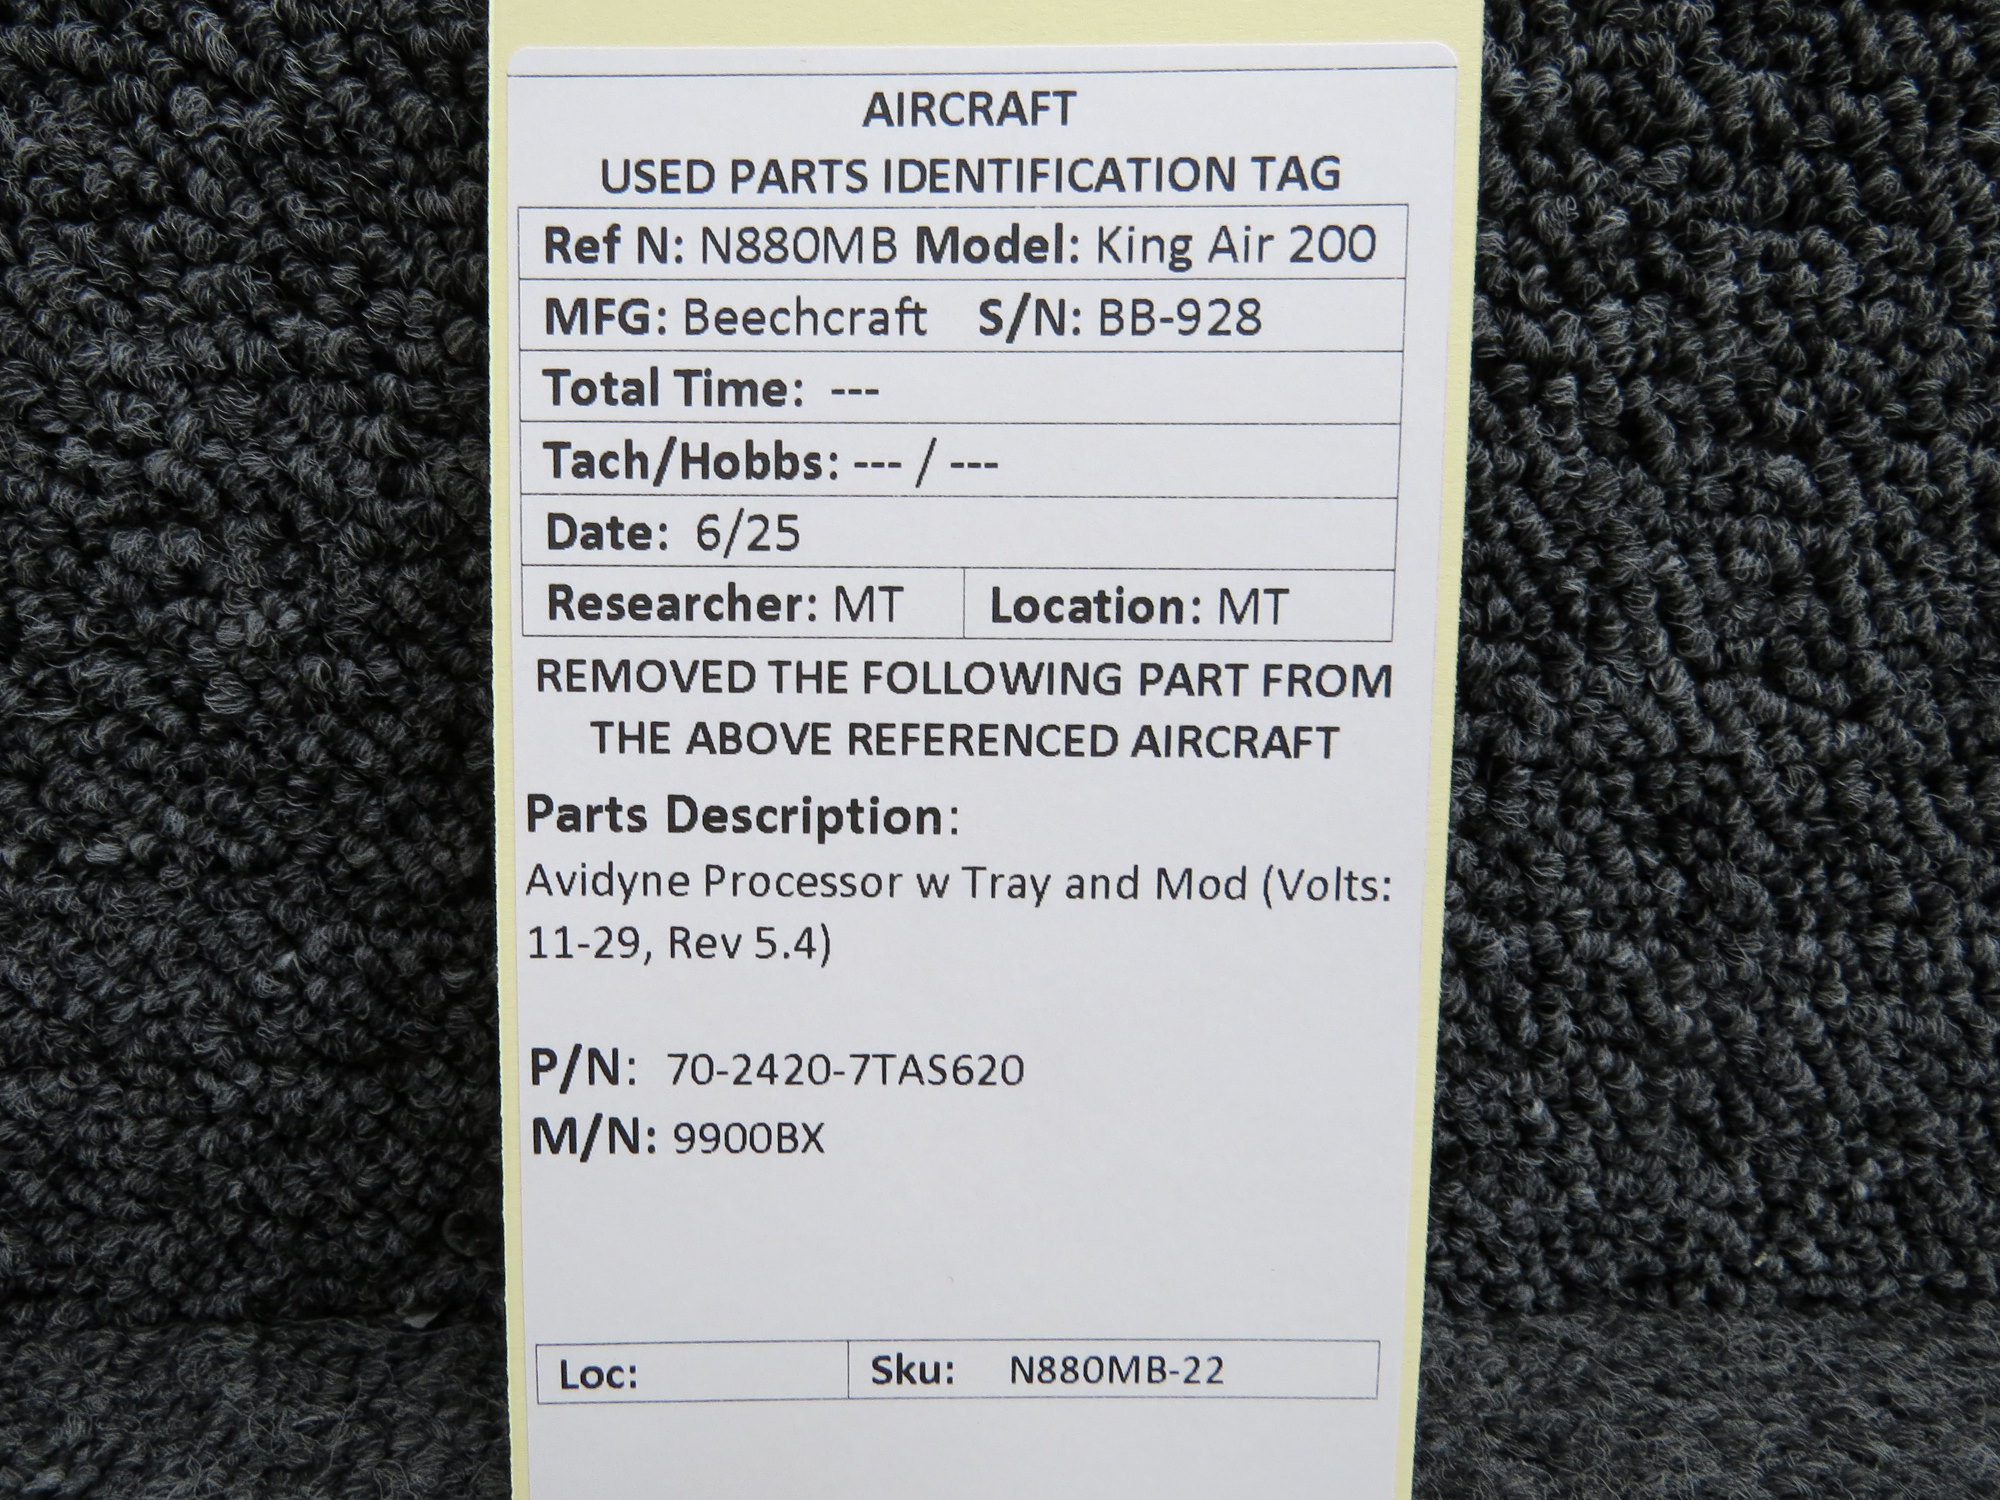 AIRCRAFT
USED PARTS IDENTIFICATION TAG
Ref N: N880MB Model: King Air 200
MFG: Beechcraft S/N: BB-928
Total Time: ---
Tach/Hobbs: --- / ---
Date: 6/25
Researcher: MT Location: MT
REMOVED THE FOLLOWING PART FROM
THE ABOVE REFERENCED AIRCRAFT
Parts Description:
Avidyne Processor w Tray and Mod (Volts:
11-29, Rev 5.4)
P/N: 70-2420-7TAS620
M/N: 9900BX
Loc: Sku: N880MB-22